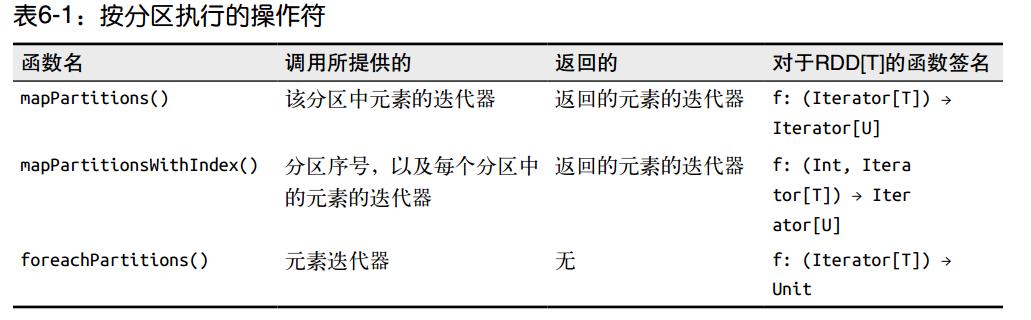 表6-1：按分区执行的操作符
函数名 调用所提供的 返回的 对于RDD[T]的函数签名
mapPartitions() 该分区中元素的迭代器 返回的元素的迭代器 f: (Iterator[T]) →
Iterator[U]
mapPartitionsWithIndex() 分区序号，以及每个分区中 返回的元素的迭代器 f: (Int, Itera
的元素的迭代器 tor[T]) → Iter
ator[U]
foreachPartitions() 元素迭代器 无 f: (Iterator[T]) →
Unit